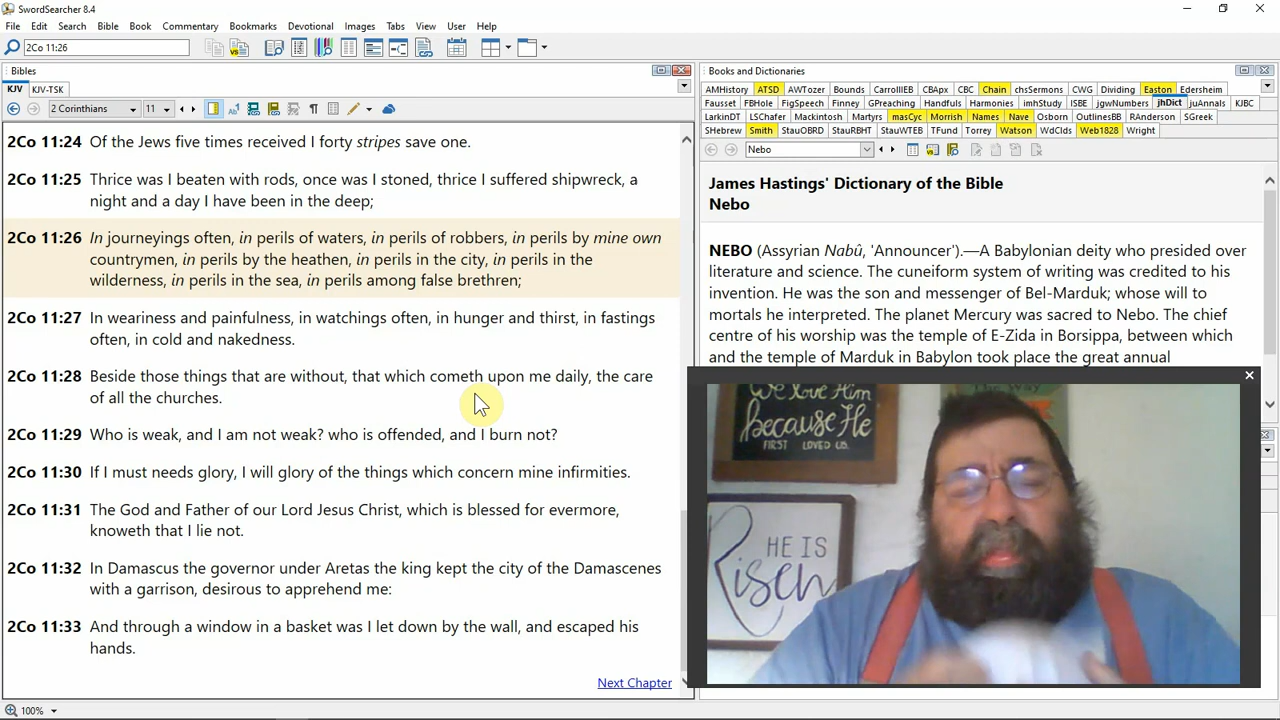 SwordSearcher 8.4
File Edit Search Bible Book Commentary Bookmarks Devotional Images Tabs View User Help
2Co 11:26
Bibles
KJV KJV-TSK
2 Corinthians 11
2Co 11:24 Of the Jews five times received I forty stripes save one.
2Co 11:25 Thrice was I beaten with rods, once was I stoned, thrice I suffered shipwreck, a
night and a day I have been in the deep;
2Co 11:26 In journeyings often, in perils of waters, in perils of robbers, in perils by mine own
countrymen, in perils by the heathen, in perils in the city, in perils in the
wilderness, in perils in the sea, in perils among false brethren;
2Co 11:27 In weariness and painfulness, in watchings often, in hunger and thirst, in fastings
often, in cold and nakedness.
2Co 11:28 Beside those things that are without, that which cometh upon me daily, the care
of all the churches.
2Co 11:29 Who is weak, and I am not weak? who is offended, and I burn not?
2Co 11:30 If I must needs glory, I will glory of the things which concern mine infirmities.
2Co 11:31 The God and Father of our Lord Jesus Christ, which is blessed for evermore,
knoweth that I lie not.
2Co 11:32 In Damascus the governor under Aretas the king kept the city of the Damascenes
with a garrison, desirous to apprehend me:
2Co 11:33 And through a window in a basket was I let down by the wall, and escaped his
hands.
Next Chapter
100%
Books and Dictionaries
AMHistory ATSD AWTozer Bounds CarrollEB CBApx CBC Chain chsSermons CWG Dividing Easton Edersheim
Fausset FBHole FigSpeech Finney GPreaching Handfuls Harmonies imhStudy ISBE jgwNumbers jhDict juAnnals KJBC
LarkinDT LSChafer Mackintosh Martyrs masCyc Morrish Names Nave Osborn OutlinesBB RAnderson SGreek
SHebrew Smith StauOBRD StauRBHT StauWTEB TFund Torrey Watson WdClds Web1828 Wright
Nebo
James Hastings' Dictionary of the Bible
Nebo
NEBO (Assyrian Nabû, 'Announcer').—A Babylonian deity who presided over
literature and science. The cuneiform system of writing was credited to his
invention. He was the son and messenger of Bel-Marduk; whose will to
mortals he interpreted. The planet Mercury was sacred to Nebo. The chief
centre of his worship was the temple of E-Zida in Borsippa, between which
and the temple of Marduk in Babylon took place the great annual
We love Him
because He
FIRST LOVED US.
HE IS
Risen